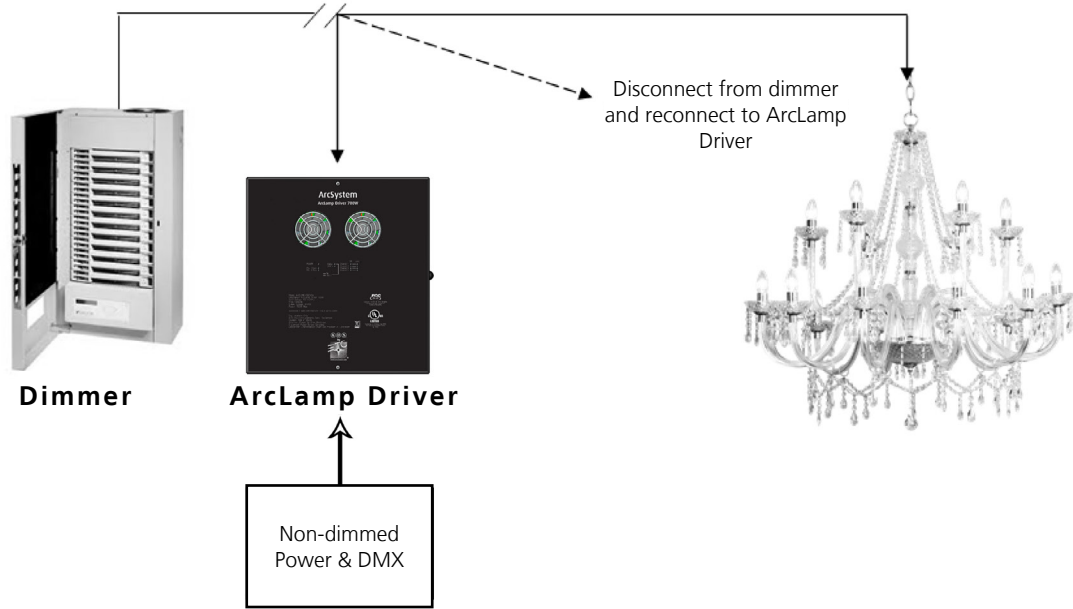 Disconnect from dimmer
and reconnect to ArcLamp
Driver
ArcSystem
ArcLamp Driver 700W
Dimmer
ArcLamp Driver
Non-dimmed
Power & DMX